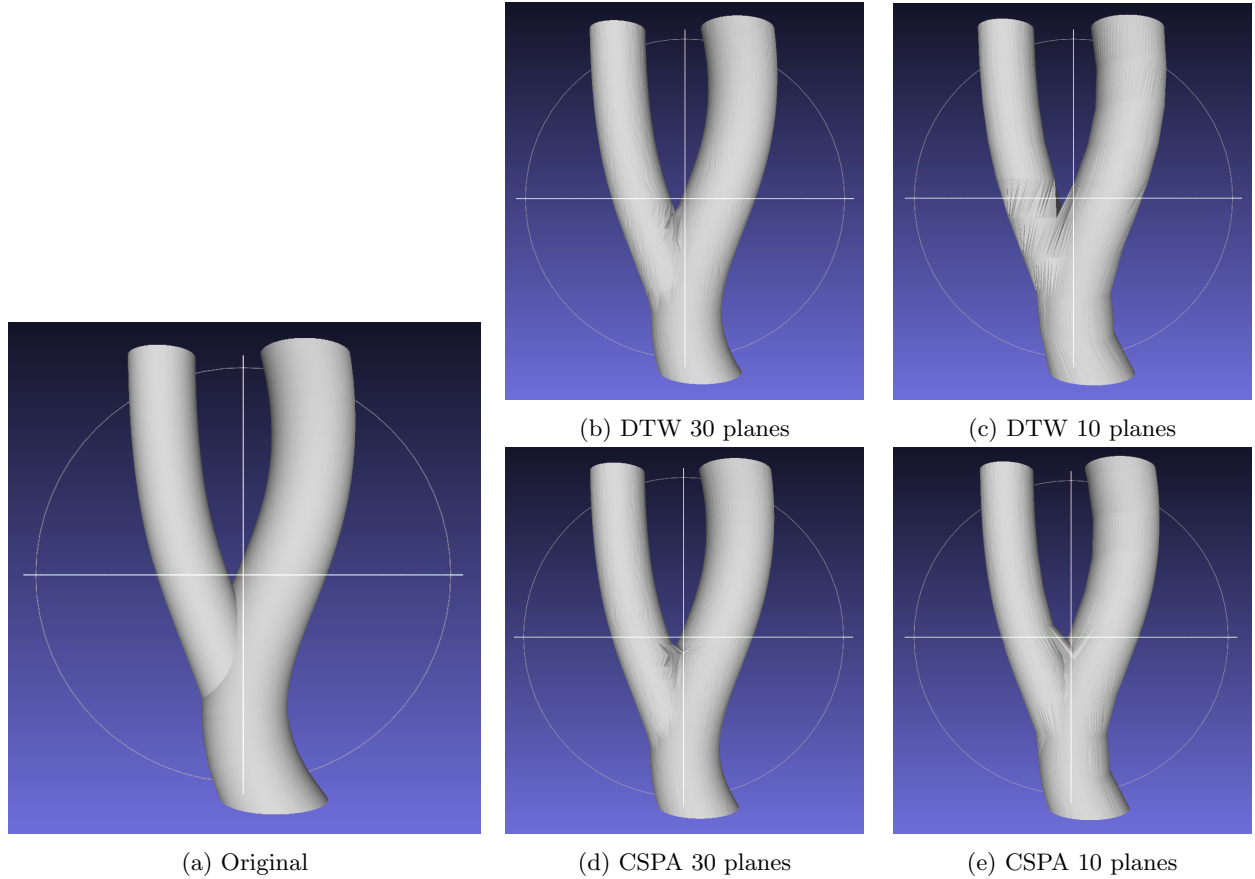 (b) DTW 30 planes
(c) DTW 10 planes
(a) Original
(d) CSPA 30 planes
(e) CSPA 10 planes